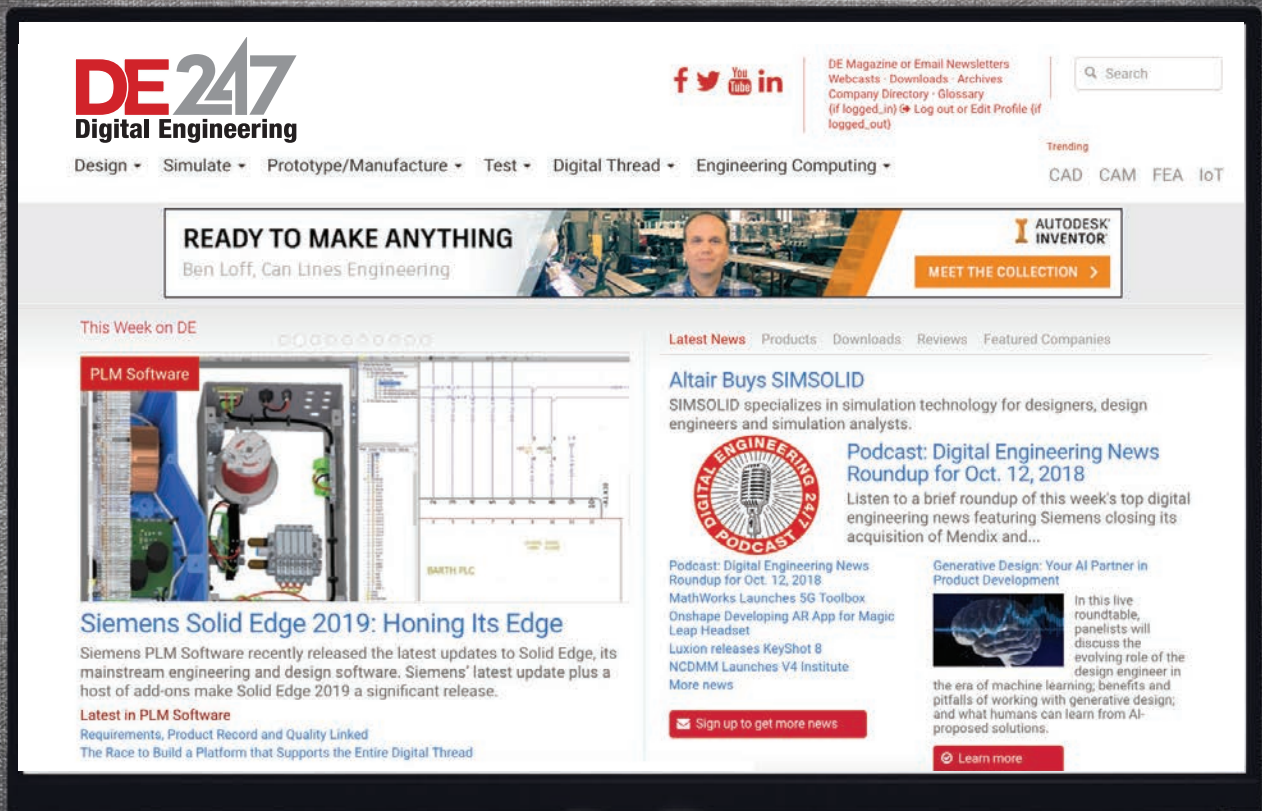 DE 247
Digital Engineering
You
Tube
DE Magazine or Email Newsletters
Webcasts · Downloads · Archives
Company Directory · Glossary
{if logged_in} Log out or Edit Profile {if
logged_out}
Search
Design
Simulate
Prototype/Manufacture
Test
Digital Thread
Engineering Computing
Trending
CAD CAM FEA IoT
READY TO MAKE ANYTHING
Ben Loff, Can Lines Engineering
AUTODESK
INVENTOR
MEET THE COLLECTION
This Week on DE
PLM Software
BARTH PLC
Siemens Solid Edge 2019: Honing Its Edge
Siemens PLM Software recently released the latest updates to Solid Edge, its
mainstream engineering and design software. Siemens' latest update plus a
host of add-ons make Solid Edge 2019 a significant release.
Latest in PLM Software
Requirements, Product Record and Quality Linked
The Race to Build a Platform that Supports the Entire Digital Thread
Latest News Products Downloads Reviews Featured Companies
Altair Buys SIMSOLID
SIMSOLID specializes in simulation technology for designers, design
engineers and simulation analysts.
DIGITAL ENGINEERING 24/7
PODCAST
Podcast: Digital Engineering News
Roundup for Oct. 12, 2018
Listen to a brief roundup of this week's top digital
engineering news featuring Siemens closing its
acquisition of Mendix and...
Podcast: Digital Engineering News
Roundup for Oct. 12, 2018
MathWorks Launches 5G Toolbox
Onshape Developing AR App for Magic
Leap Headset
Luxion releases KeyShot 8
NCDMM Launches V4 Institute
More news
Sign up to get more news
Generative Design: Your AI Partner in
Product Development
In this live
roundtable,
panelists will
discuss the
evolving role of the
design engineer in
the era of machine learning; benefits and
pitfalls of working with generative design;
and what humans can learn from AI-
proposed solutions.
Learn more